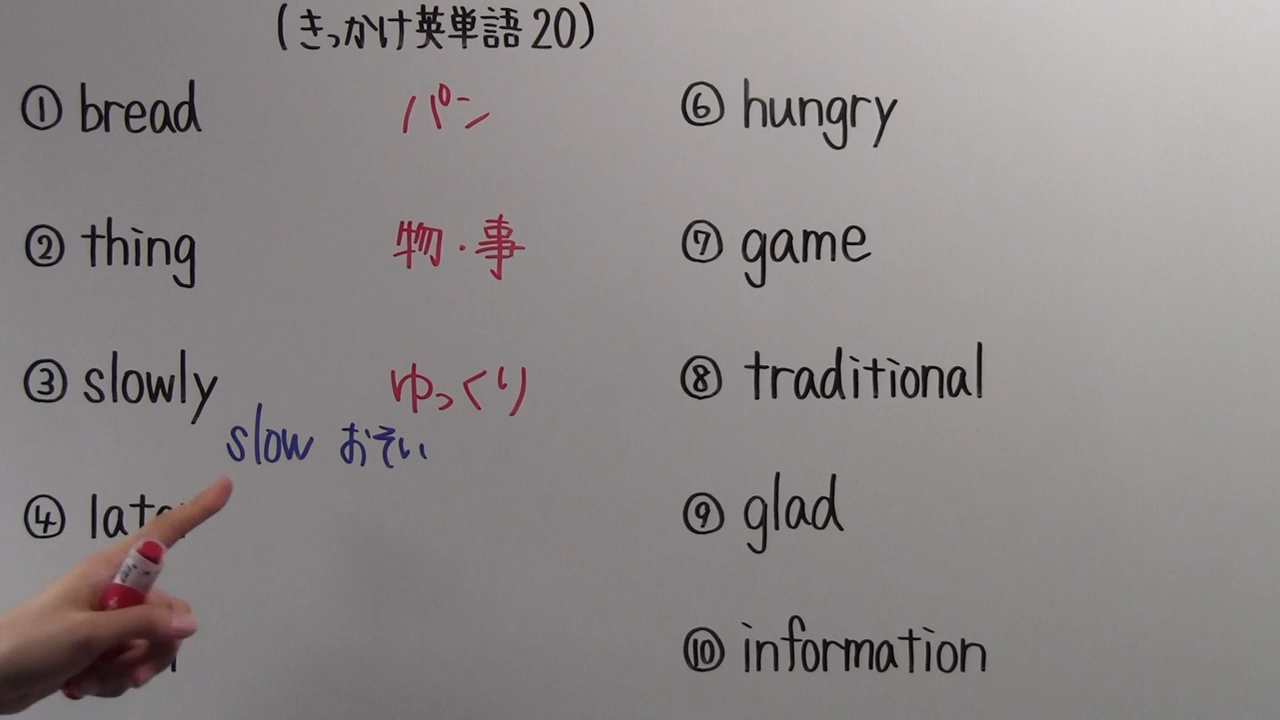 (きっかけ英単語20)
① bread パン
② thing 物・事
③ slowly ゆっくり
slow おそい
④
⑥ hungry
⑦ game
⑧ traditional
⑨ glad
⑩ information